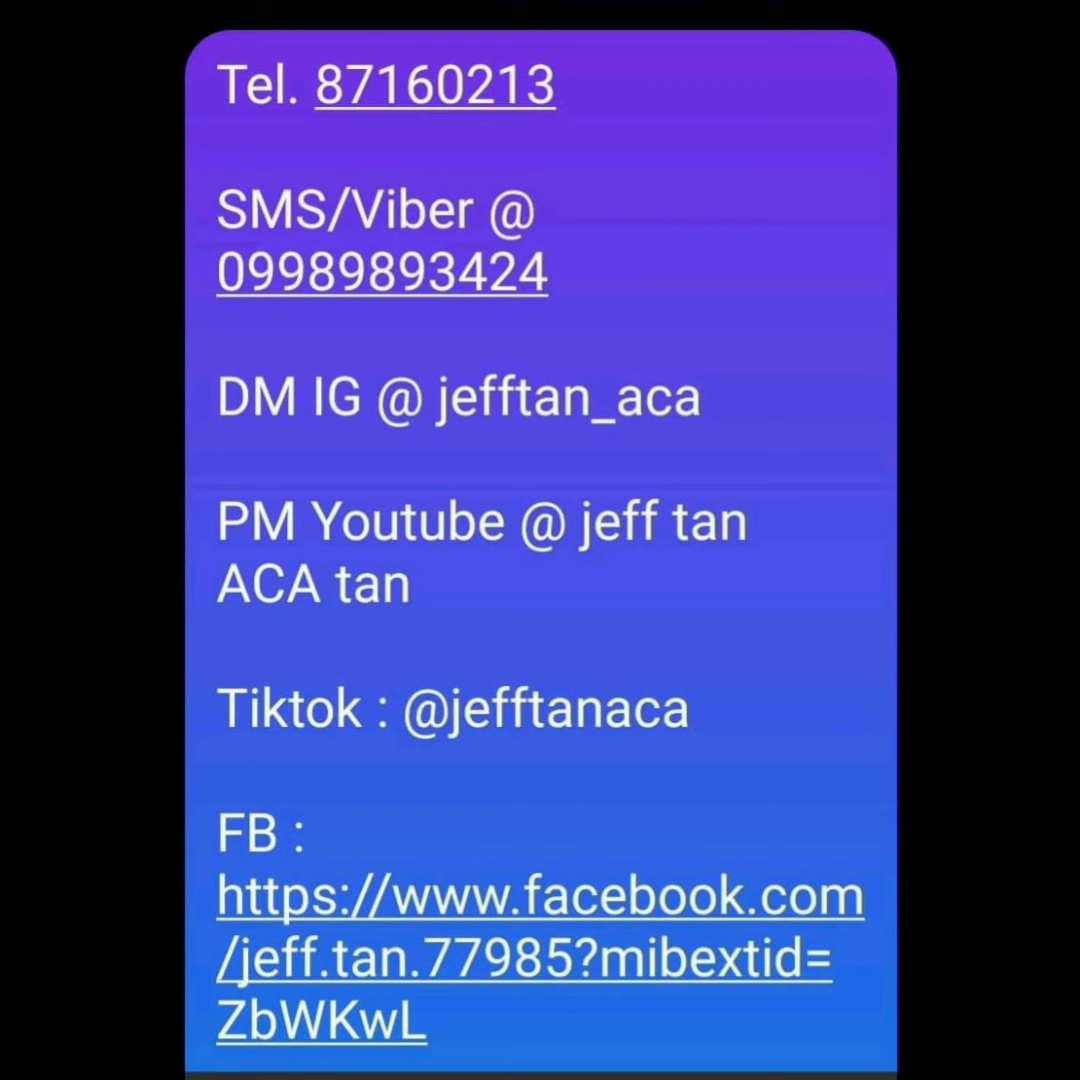 Tel. 87160213
SMS/Viber @
09989893424
DM IG @ jefftan_aca
PM Youtube @ jeff tan
ACA tan
Tiktok : @jefftanaca
FB :
https://www.facebook.com
/jeff.tan.77985?mibextid=
ZbWKwL